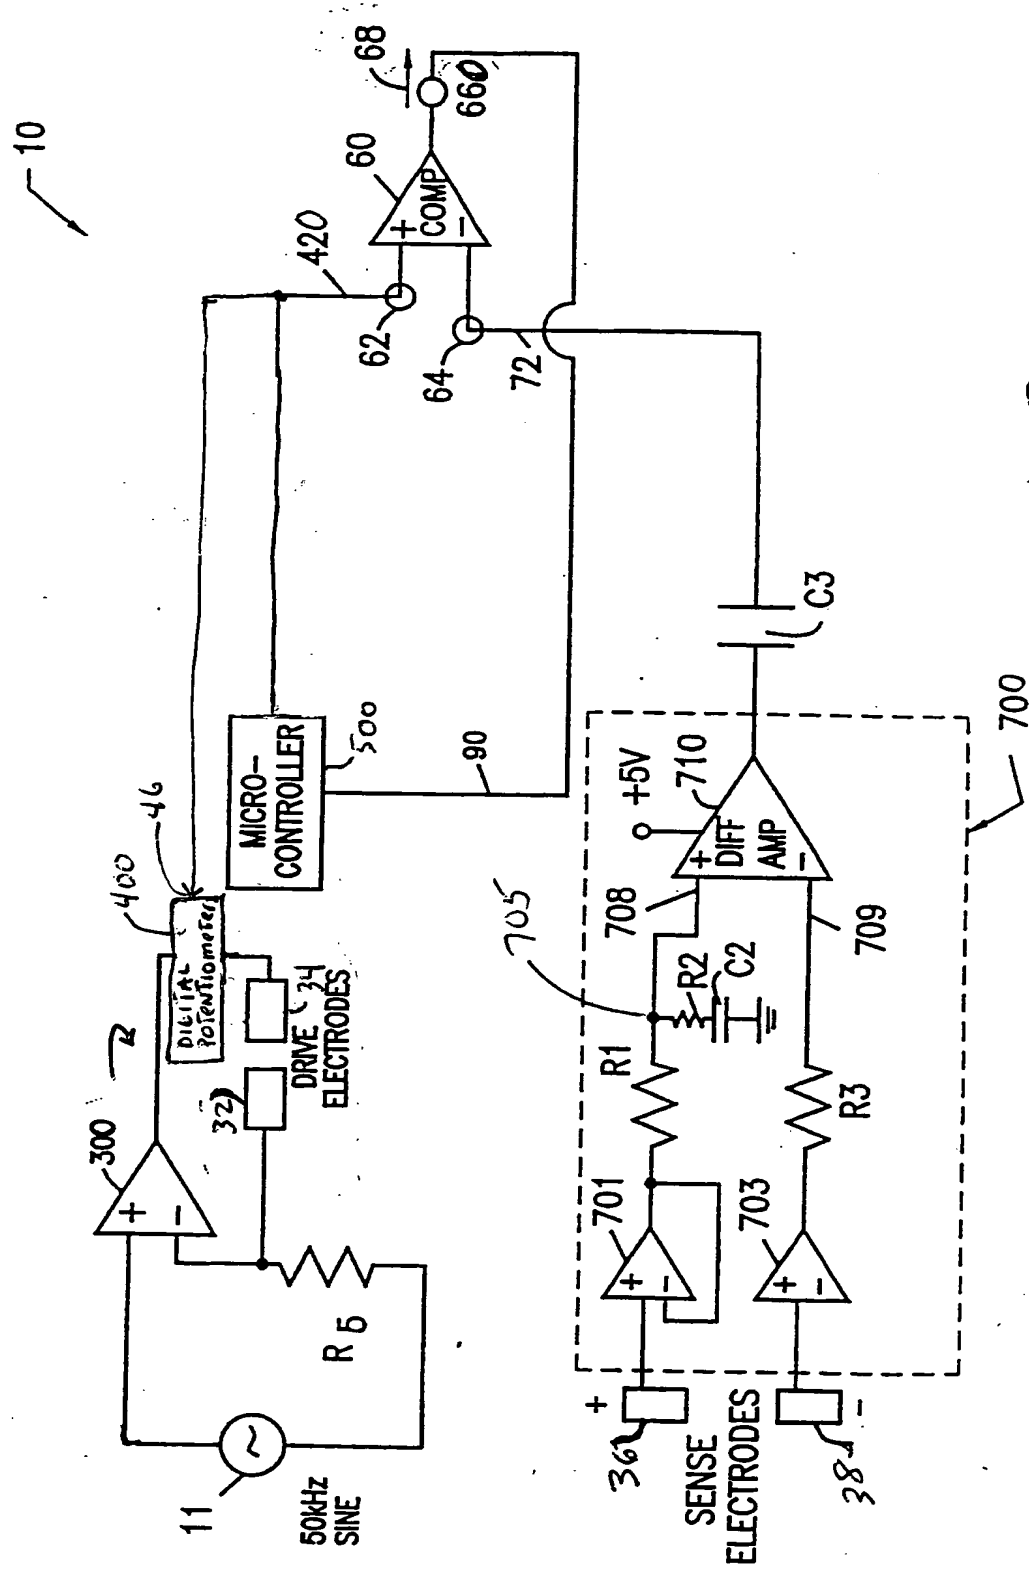 10
300
400
46
DIGITAL
POTENTIOMETER
MICRO-
CONTROLLER
500
90
420
60
68
660
62
64
72
+
COMP
−
+
−
32
34
DRIVE
ELECTRODES
R 5
11
~
50kHz
SINE
700
701
+
−
703
+
−
R1
R3
705
R2
C2
708
709
+5V
710
+
DIFF
AMP
−
C3
+
36
SENSE
ELECTRODES
38
−